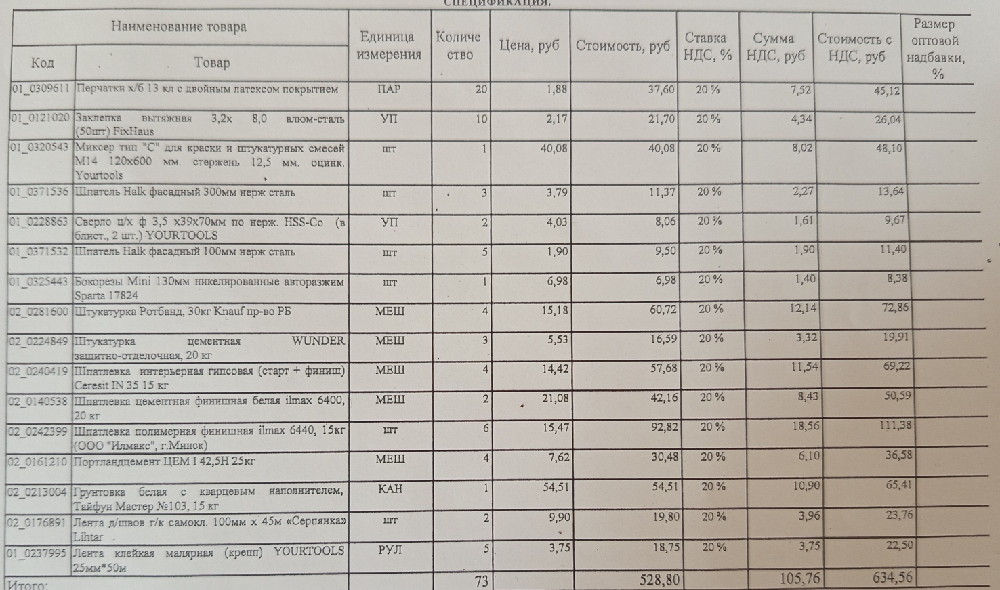 СПЕЦИФИКАЦИЯ.
Наименование товара
Единица измерения
Количе ство
Цена, руб
Стоимость, руб
Ставка НДС, %
Сумма НДС, руб
Стоимость с НДС, руб
Размер оптовой надбавки, %
Код
Товар
01_0309611 Перчатки х/б 13 кл с двойным латексом покрытием ПАР 20 1,88 37,60 20 % 7,52 45,12
01_0121020 Заклепка вытяжная 3,2х 8,0 алюм-сталь УП 10 2,17 21,70 20 % 4,34 26,04
(50шт) FixHaus
01_0320543 Миксер тип "С" для краски и штукатурных смесей шт 1 40,08 40,08 20 % 8,02 48,10
М14 120х600 мм. стержень 12,5 мм. оцинк.
Yourtools
01_0371536 Шпатель Halk фасадный 300мм нерж сталь шт 3 3,79 11,37 20 % 2,27 13,64
01_0228863 Сверло ц/х ф 3,5 х39х70мм по нерж. HSS-Co (в УП 2 4,03 8,06 20 % 1,61 9,67
блист., 2 шт.) YOURTOOLS
01_0371532 Шпатель Halk фасадный 100мм нерж сталь шт 5 1,90 9,50 20 % 1,90 11,40
01_0325443 Бокорезы Mini 130мм никелированные авторазжим шт 1 6,98 6,98 20 % 1,40 8,38
Sparta 17824
02_0281600 Штукатурка Ротбанд, 30кг Knauf пр-во РБ МЕШ 4 15,18 60,72 20 % 12,14 72,86
02_0224849 Штукатурка цементная WUNDER МЕШ 3 5,53 16,59 20 % 3,32 19,91
защитно-отделочная, 20 кг
02_0240419 Шпатлевка интерьерная гипсовая (старт + финиш) МЕШ 4 14,42 57,68 20 % 11,54 69,22
Ceresit IN 35 15 кг
02_0140538 Шпатлевка цементная финишная белая ilmax 6400, МЕШ 2 21,08 42,16 20 % 8,43 50,59
20 кг
02_0242399 Шпатлевка полимерная финишная ilmax 6440, 15кг шт 6 15,47 92,82 20 % 18,56 111,38
(ООО "Илмакс", г.Минск)
02_0161210 Портландцемент ЦЕМ I 42,5Н 25кг МЕШ 4 7,62 30,48 20 % 6,10 36,58
02_0213004 Грунтовка белая с кварцевым наполнителем, КАН 1 54,51 54,51 20 % 10,90 65,41
Тайфун Мастер №103, 15 кг
02_0176891 Лента д/швов г/к самокл. 100мм х 45м «Серпянка» шт 2 9,90 19,80 20 % 3,96 23,76
Lihtar
01_0237995 Лента клейкая малярная (крепп) YOURTOOLS РУЛ 5 3,75 18,75 20 % 3,75 22,50
25мм*50м
Итого: 73 528,80 105,76 634,56